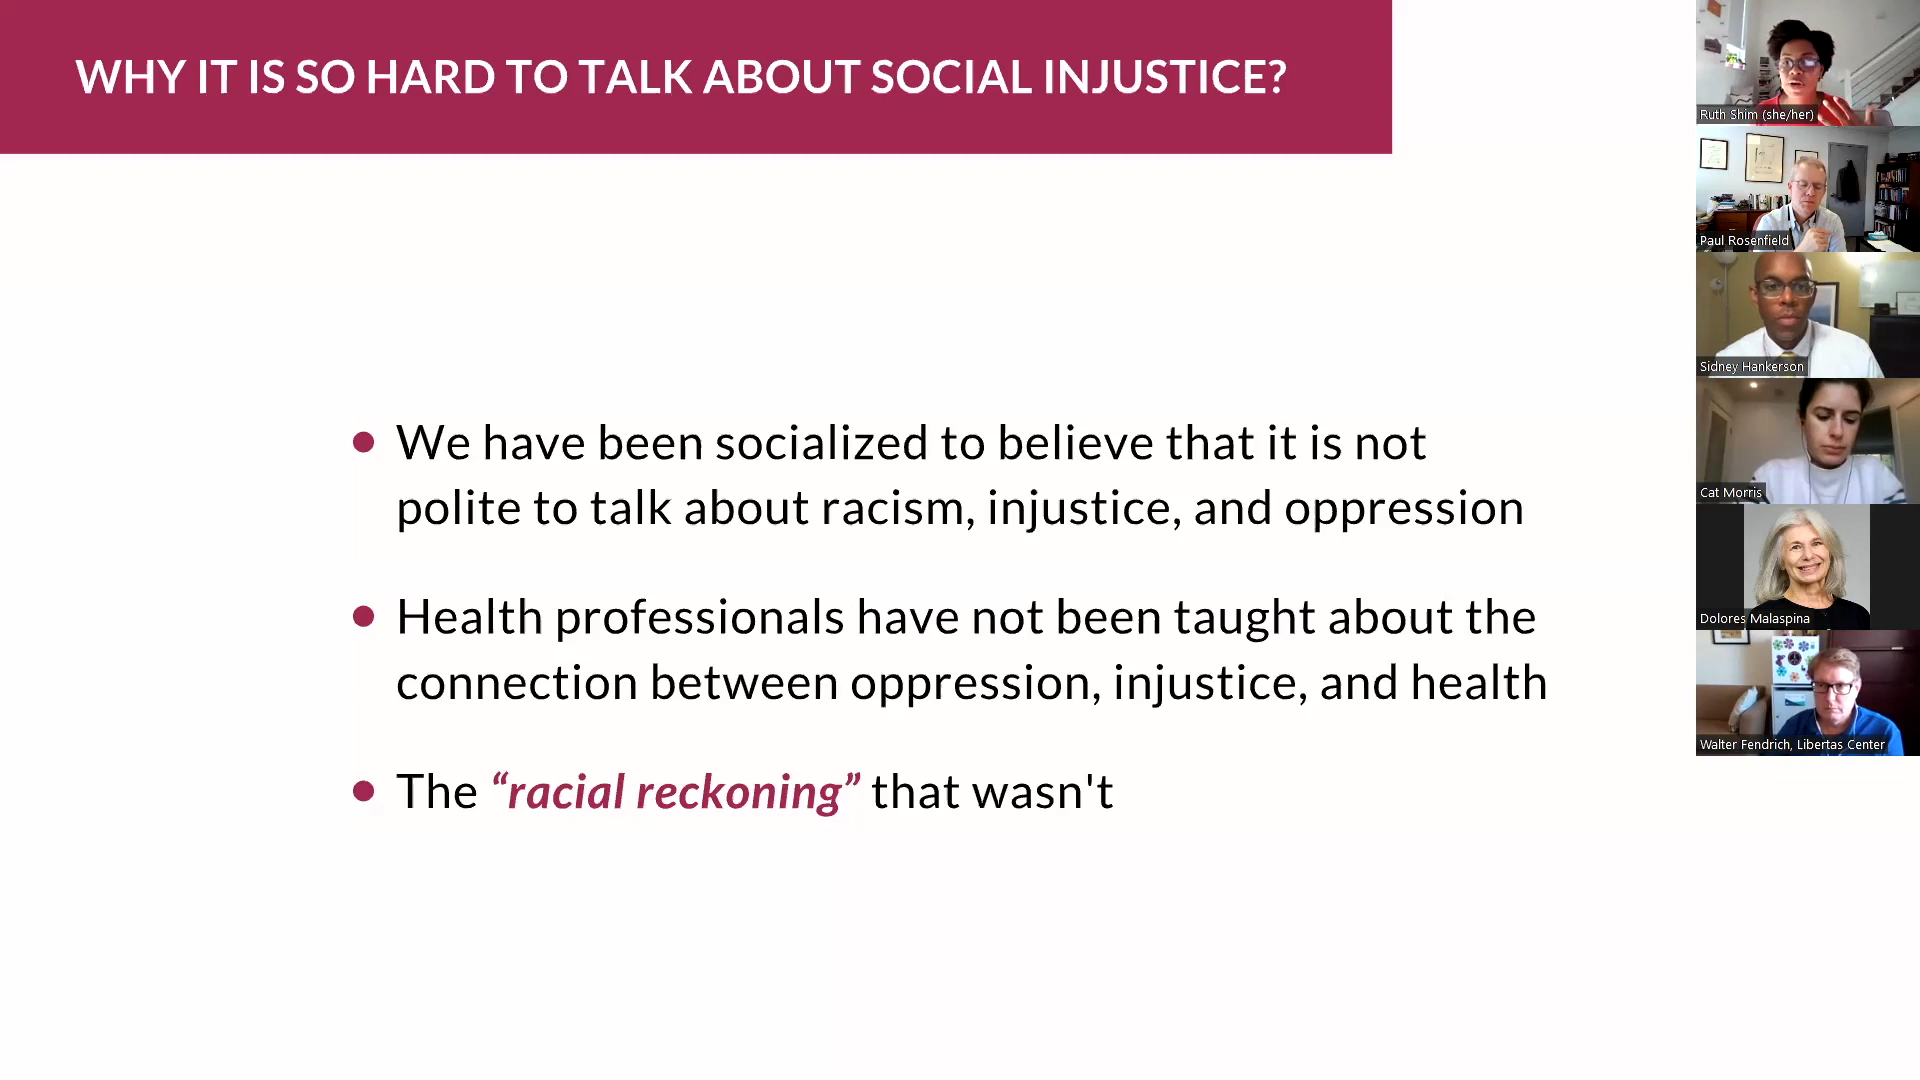 WHY IT IS SO HARD TO TALK ABOUT SOCIAL INJUSTICE?
We have been socialized to believe that it is not
polite to talk about racism, injustice, and oppression
Health professionals have not been taught about the
connection between oppression, injustice, and health
The “racial reckoning” that wasn't
Ruth Shim (she/her)
Paul Rosenfield
Sidney Hankerson
Cat Morris
Dolores Malaspina
Walter Fendrich, Libertas Center